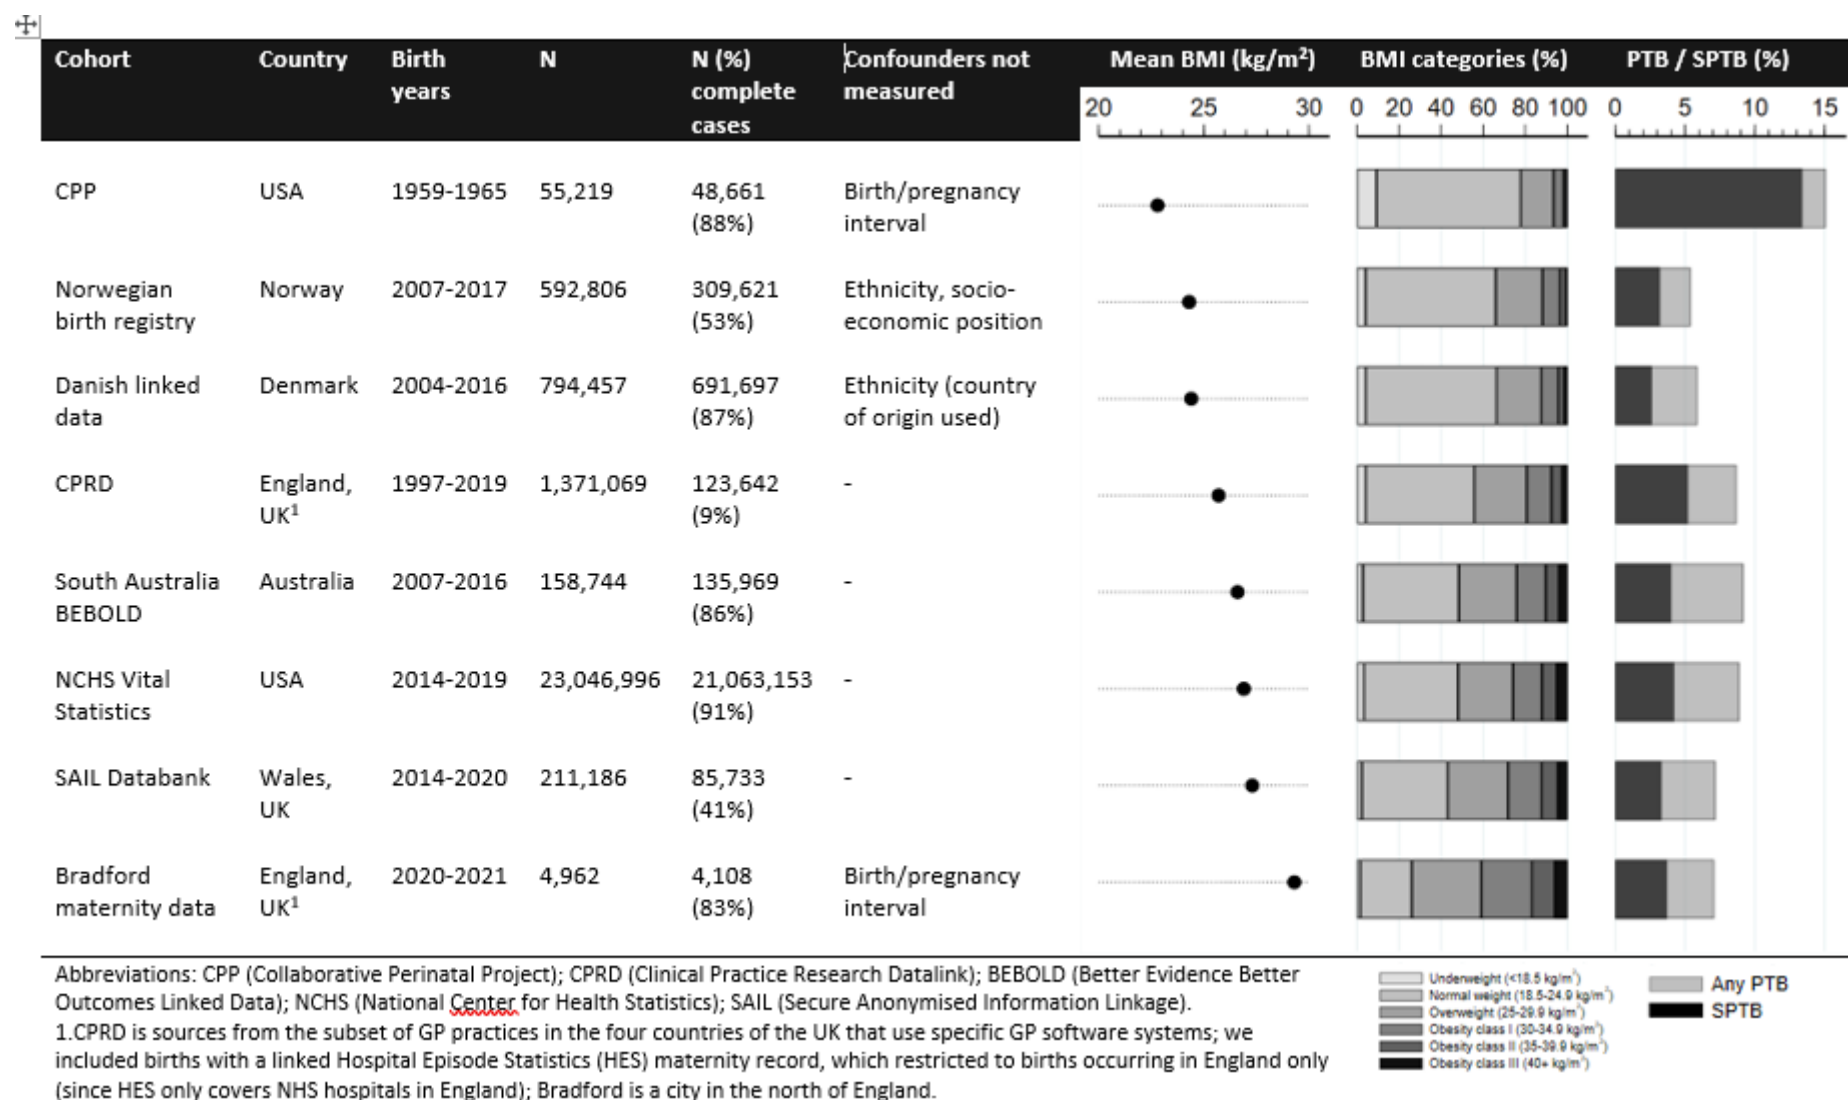 Cohort Country Birth years N N (%) complete cases Confounders not measured Mean BMI (kg/m²) BMI categories (%) PTB / SPTB (%)
20 25 30 0 20 40 60 80 100 0 5 10 15
CPP USA 1959-1965 55,219 48,661 (88%) Birth/pregnancy interval
Norwegian birth registry Norway 2007-2017 592,806 309,621 (53%) Ethnicity, socio-economic position
Danish linked data Denmark 2004-2016 794,457 691,697 (87%) Ethnicity (country of origin used)
CPRD England, UK¹ 1997-2019 1,371,069 123,642 (9%) -
South Australia BEBOLD Australia 2007-2016 158,744 135,969 (86%) -
NCHS Vital Statistics USA 2014-2019 23,046,996 21,063,153 (91%) -
SAIL Databank Wales, UK 2014-2020 211,186 85,733 (41%) -
Bradford maternity data England, UK¹ 2020-2021 4,962 4,108 (83%) Birth/pregnancy interval
Abbreviations: CPP (Collaborative Perinatal Project); CPRD (Clinical Practice Research Datalink); BEBOLD (Better Evidence Better
Outcomes Linked Data); NCHS (National Center for Health Statistics); SAIL (Secure Anonymised Information Linkage).
1.CPRD is sources from the subset of GP practices in the four countries of the UK that use specific GP software systems; we
included births with a linked Hospital Episode Statistics (HES) maternity record, which restricted to births occurring in England only
(since HES only covers NHS hospitals in England); Bradford is a city in the north of England.
Underweight (<18.5 kg/m²)
Normal weight (18.5-24.9 kg/m²)
Overweight (25-29.9 kg/m²)
Obesity class I (30-34.9 kg/m²)
Obesity class II (35-39.9 kg/m²)
Obesity class III (40+ kg/m²)
Any PTB
SPTB